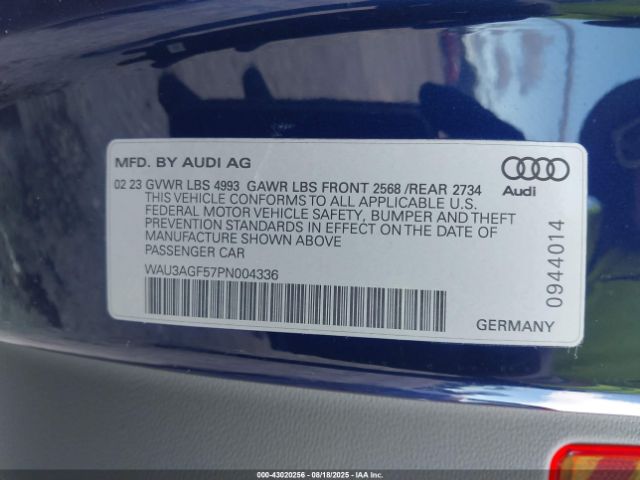 MFD. BY AUDI AG
Audi
02 23 GVWR LBS 4993 GAWR LBS FRONT 2568 /REAR 2734
THIS VEHICLE CONFORMS TO ALL APPLICABLE U.S.
FEDERAL MOTOR VEHICLE SAFETY, BUMPER AND THEFT
PREVENTION STANDARDS IN EFFECT ON THE DATE OF
MANUFACTURE SHOWN ABOVE
PASSENGER CAR
WAU3AGF57PN004336
0944014
GERMANY
000-43020256 - 08/18/2025 - IAAI.COM